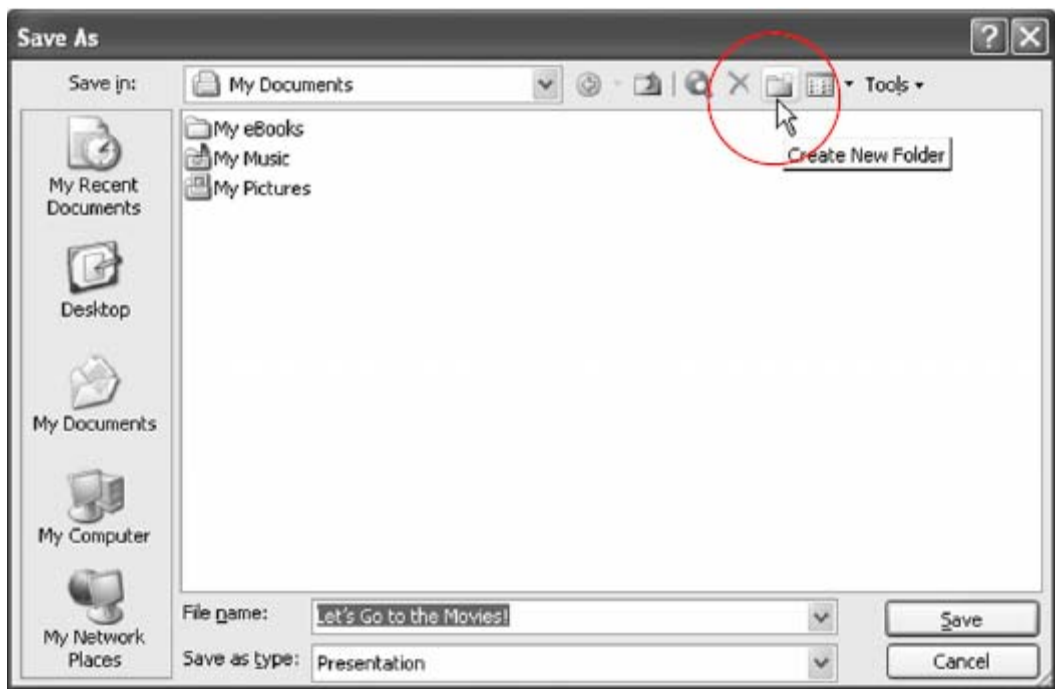 Save As
Save in:
My Documents
Tools
My eBooks
My Music
My Pictures
Create New Folder
My Recent
Documents
Desktop
My Documents
My Computer
My Network
Places
File name:
Let's Go to the Movies!
Save
Save as type:
Presentation
Cancel